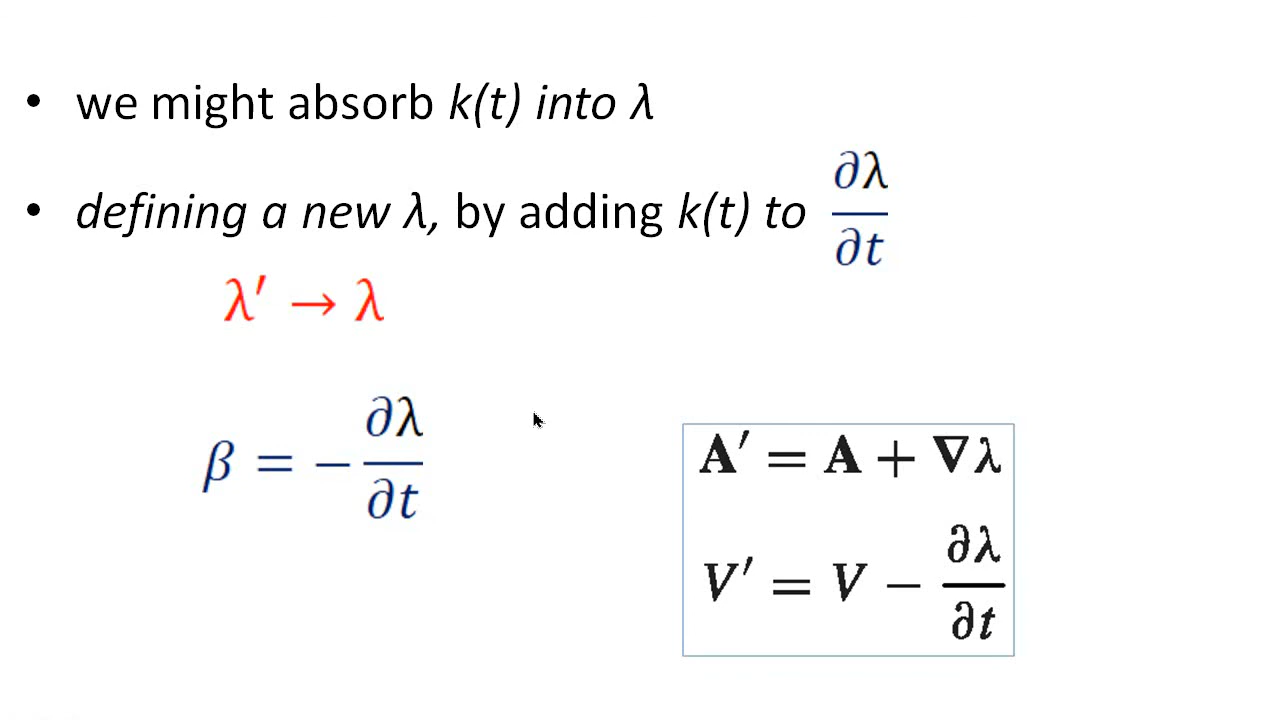 • we might absorb k(t) into λ
• defining a new λ, by adding k(t) to ∂λ/∂t
λ′ → λ
β = −∂λ/∂t
A′ = A + ∇λ
V′ = V − ∂λ/∂t